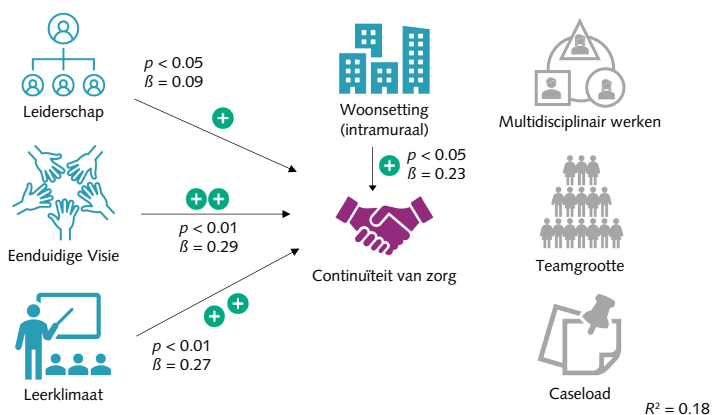 p < 0.05
ß = 0.09
Leiderschap
Woonsetting
(intramuraal)
Multidisciplinair werken
p < 0.05
ß = 0.23
p < 0.01
ß = 0.29
Eenduidige Visie
Continuïteit van zorg
Teamgrootte
p < 0.01
ß = 0.27
Leerklimaat
Caseload
R² = 0.18